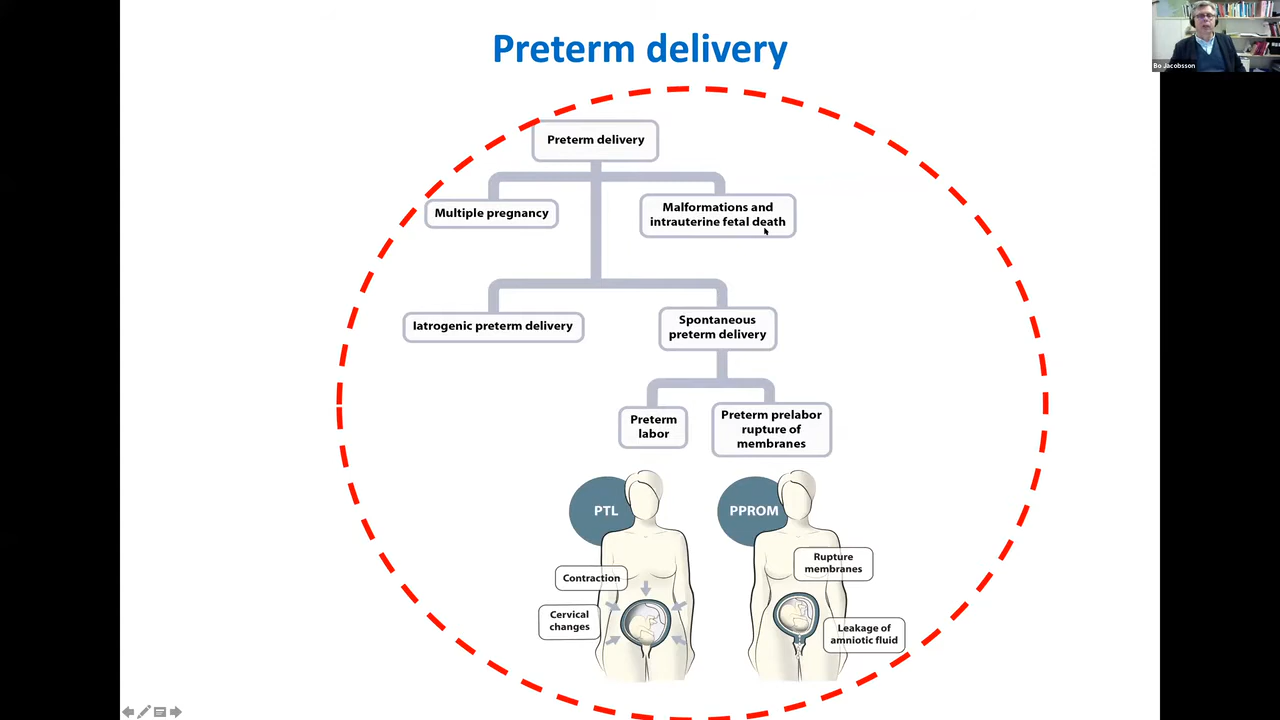 Preterm delivery
Bo Jacobsson
Preterm delivery
Multiple pregnancy
Malformations and
intrauterine fetal death
Iatrogenic preterm delivery
Spontaneous
preterm delivery
Preterm
labor
Preterm prelabor
rupture of
membranes
PTL
PPROM
Contraction
Cervical
changes
Rupture
membranes
Leakage of
amniotic fluid